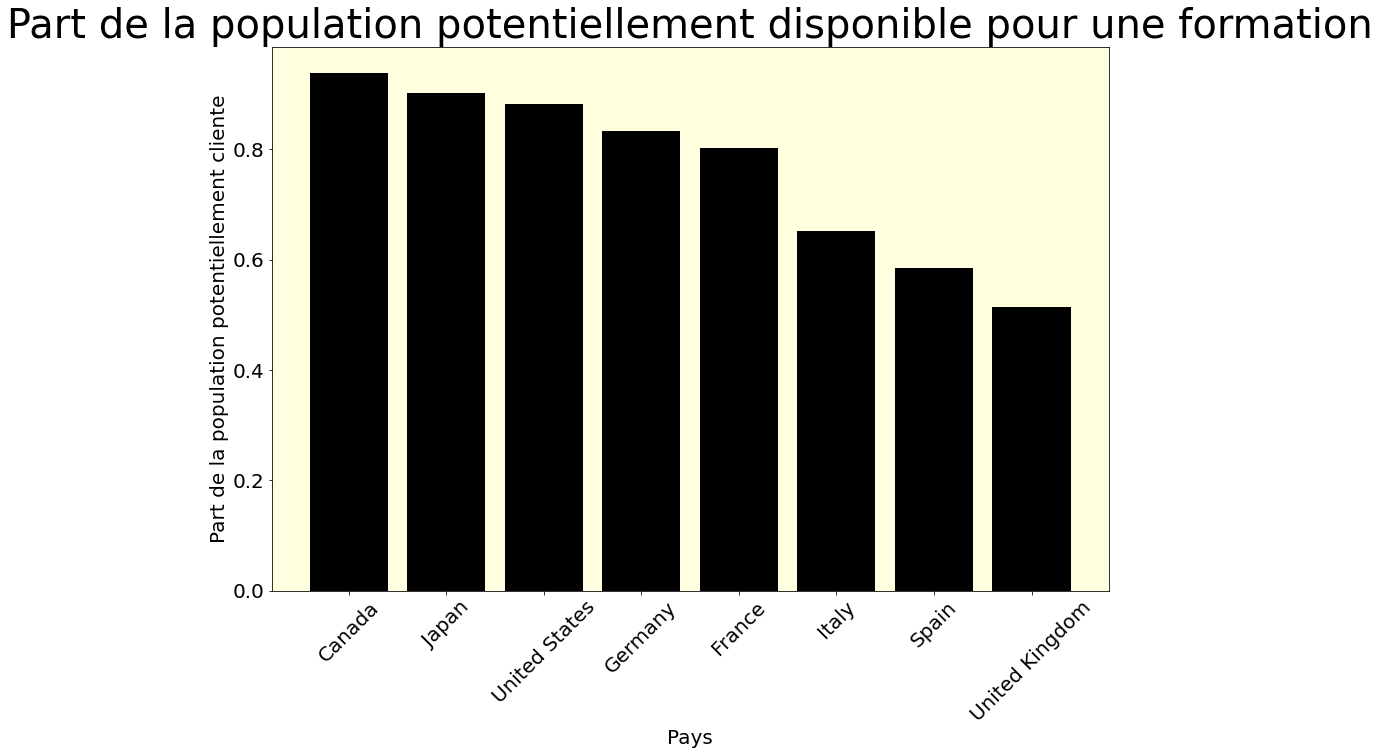 Part de la population potentiellement disponible pour une formation
Part de la population potentiellement cliente
0.8
0.6
0.4
0.2
0.0
Canada
Japan
United States
Germany
France
Italy
Spain
United Kingdom
Pays